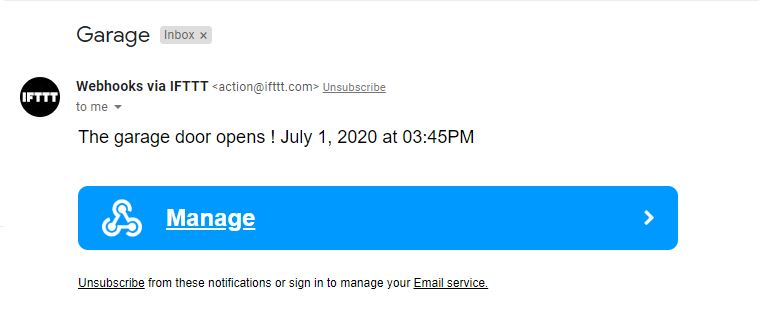 Garage Inbox x
IFTTT
Webhooks via IFTTT <action@ifttt.com> Unsubscribe
to me
The garage door opens ! July 1, 2020 at 03:45PM
Manage
Unsubscribe from these notifications or sign in to manage your Email service.